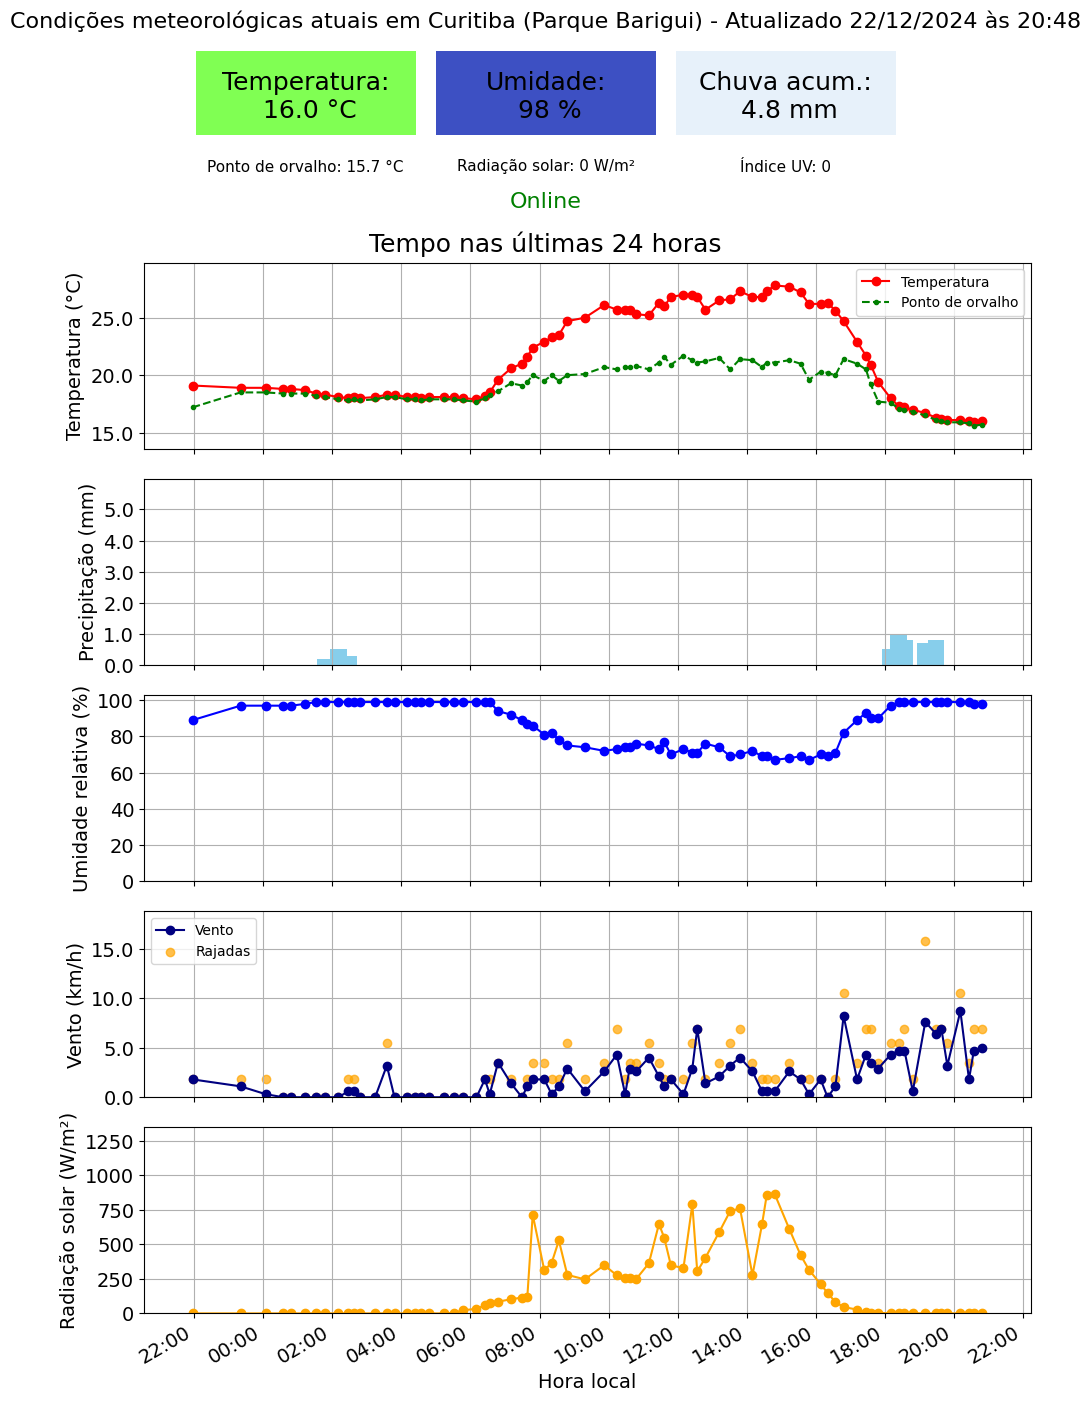 Condições meteorológicas atuais em Curitiba (Parque Barigui) - Atualizado 22/12/2024 às 20:48
Temperatura:
16.0 °C
Umidade:
98 %
Chuva acum.:
4.8 mm
Ponto de orvalho: 15.7 °C
Radiação solar: 0 W/m²
Índice UV: 0
Online
Tempo nas últimas 24 horas
Temperatura (°C)
25.0
20.0
15.0
Temperatura
Ponto de orvalho
Precipitação (mm)
5.0
4.0
3.0
2.0
1.0
0.0
Umidade relativa (%)
100
80
60
40
20
0
Vento (km/h)
15.0
10.0
5.0
0.0
Vento
Rajadas
Radiação solar (W/m²)
1250
1000
750
500
250
0
22:00
00:00
02:00
04:00
06:00
08:00
10:00
12:00
14:00
16:00
18:00
20:00
22:00
Hora local